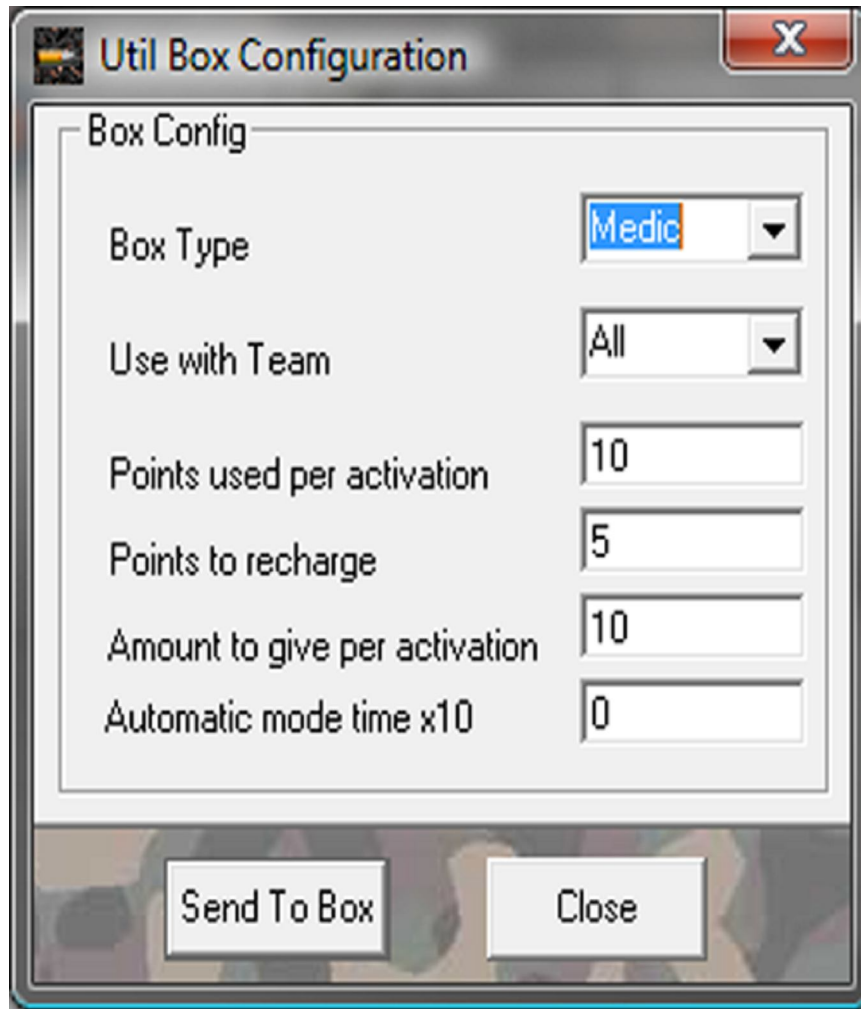 Util Box Configuration
X
Box Config
Box Type Medic
Use with Team All
Points used per activation 10
Points to recharge 5
Amount to give per activation 10
Automatic mode time x10 0
Send To Box Close